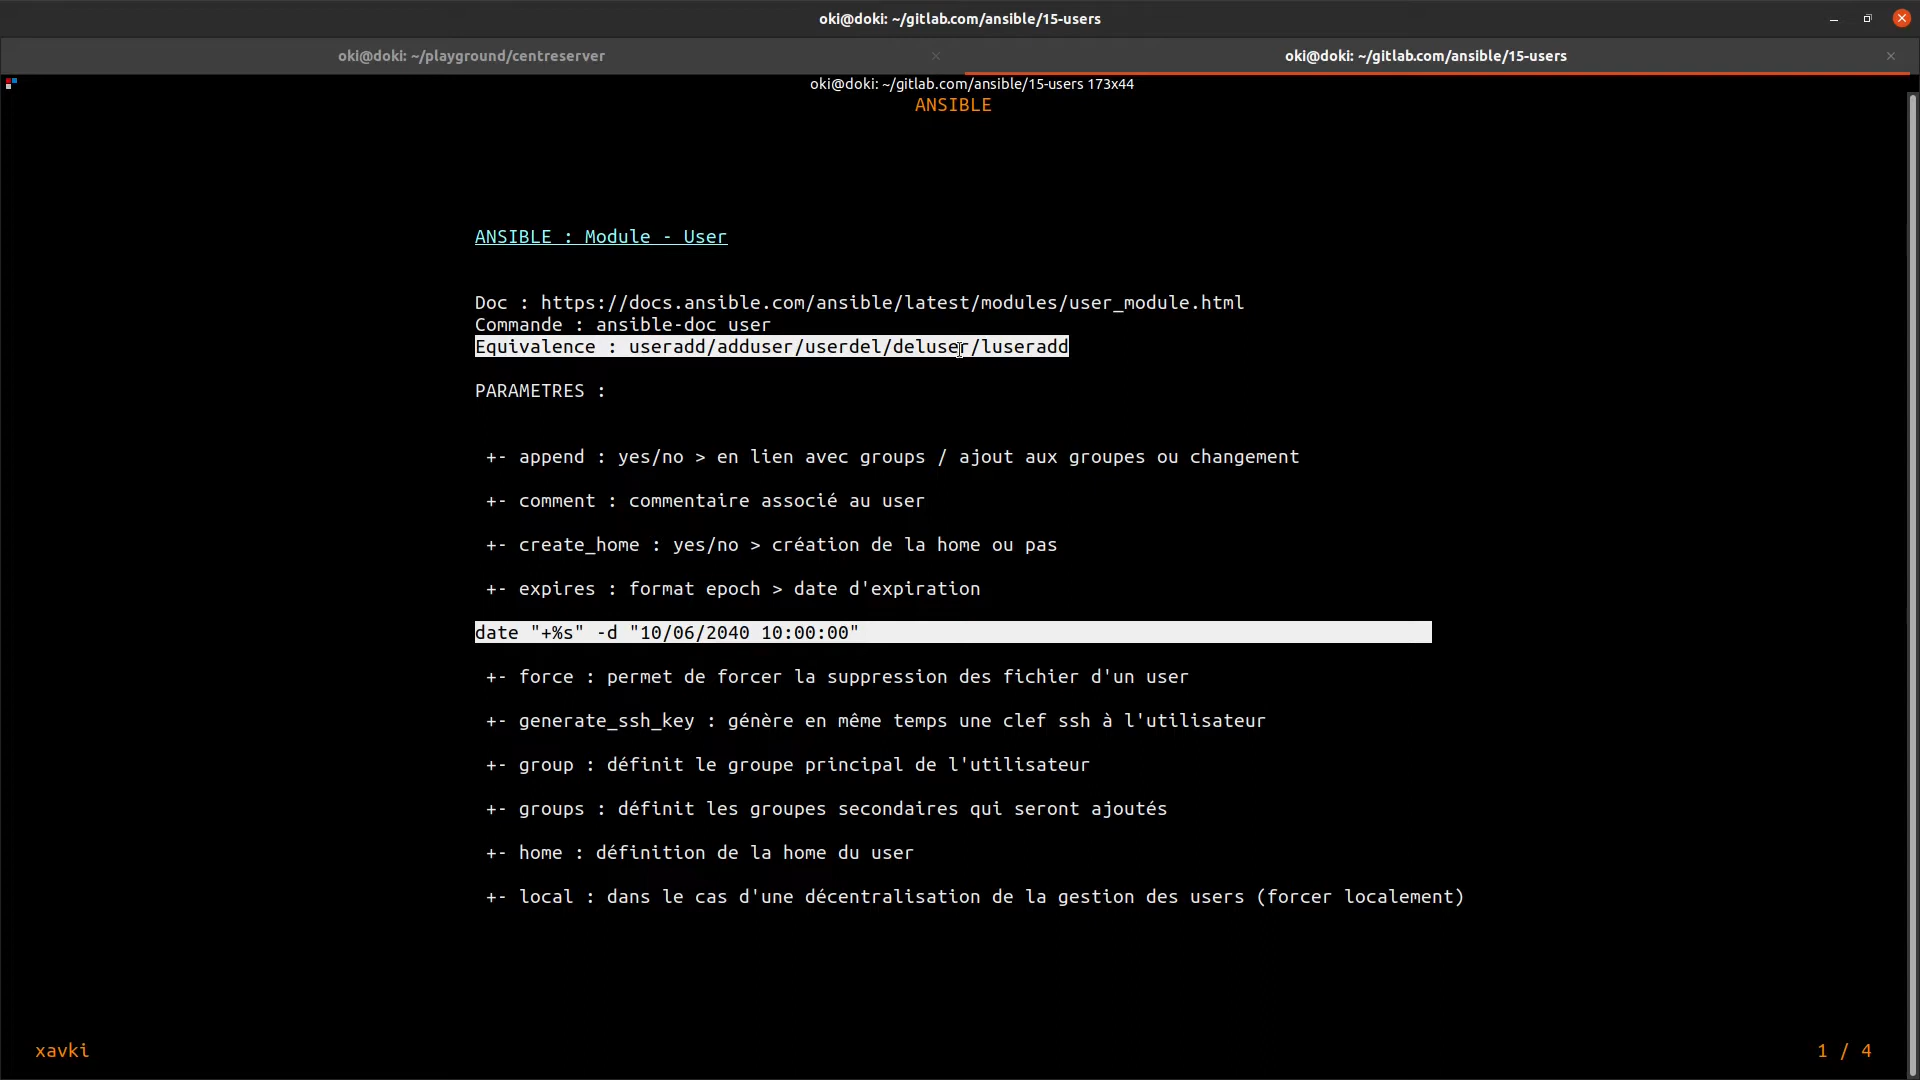 oki@doki: ~/gitlab.com/ansible/15-users
oki@doki: ~/playground/centreserver
oki@doki: ~/gitlab.com/ansible/15-users
oki@doki: ~/gitlab.com/ansible/15-users 173x44
ANSIBLE
ANSIBLE : Module - User
Doc : https://docs.ansible.com/ansible/latest/modules/user_module.html
Commande : ansible-doc user
Equivalence : useradd/adduser/userdel/deluser/luseradd
PARAMETRES :
+- append : yes/no > en lien avec groups / ajout aux groupes ou changement
+- comment : commentaire associé au user
+- create_home : yes/no > création de la home ou pas
+- expires : format epoch > date d'expiration
date "+%s" -d "10/06/2040 10:00:00"
+- force : permet de forcer la suppression des fichier d'un user
+- generate_ssh_key : génère en même temps une clef ssh à l'utilisateur
+- group : définit le groupe principal de l'utilisateur
+- groups : définit les groupes secondaires qui seront ajoutés
+- home : définition de la home du user
+- local : dans le cas d'une décentralisation de la gestion des users (forcer localement)
xavki
1 / 4